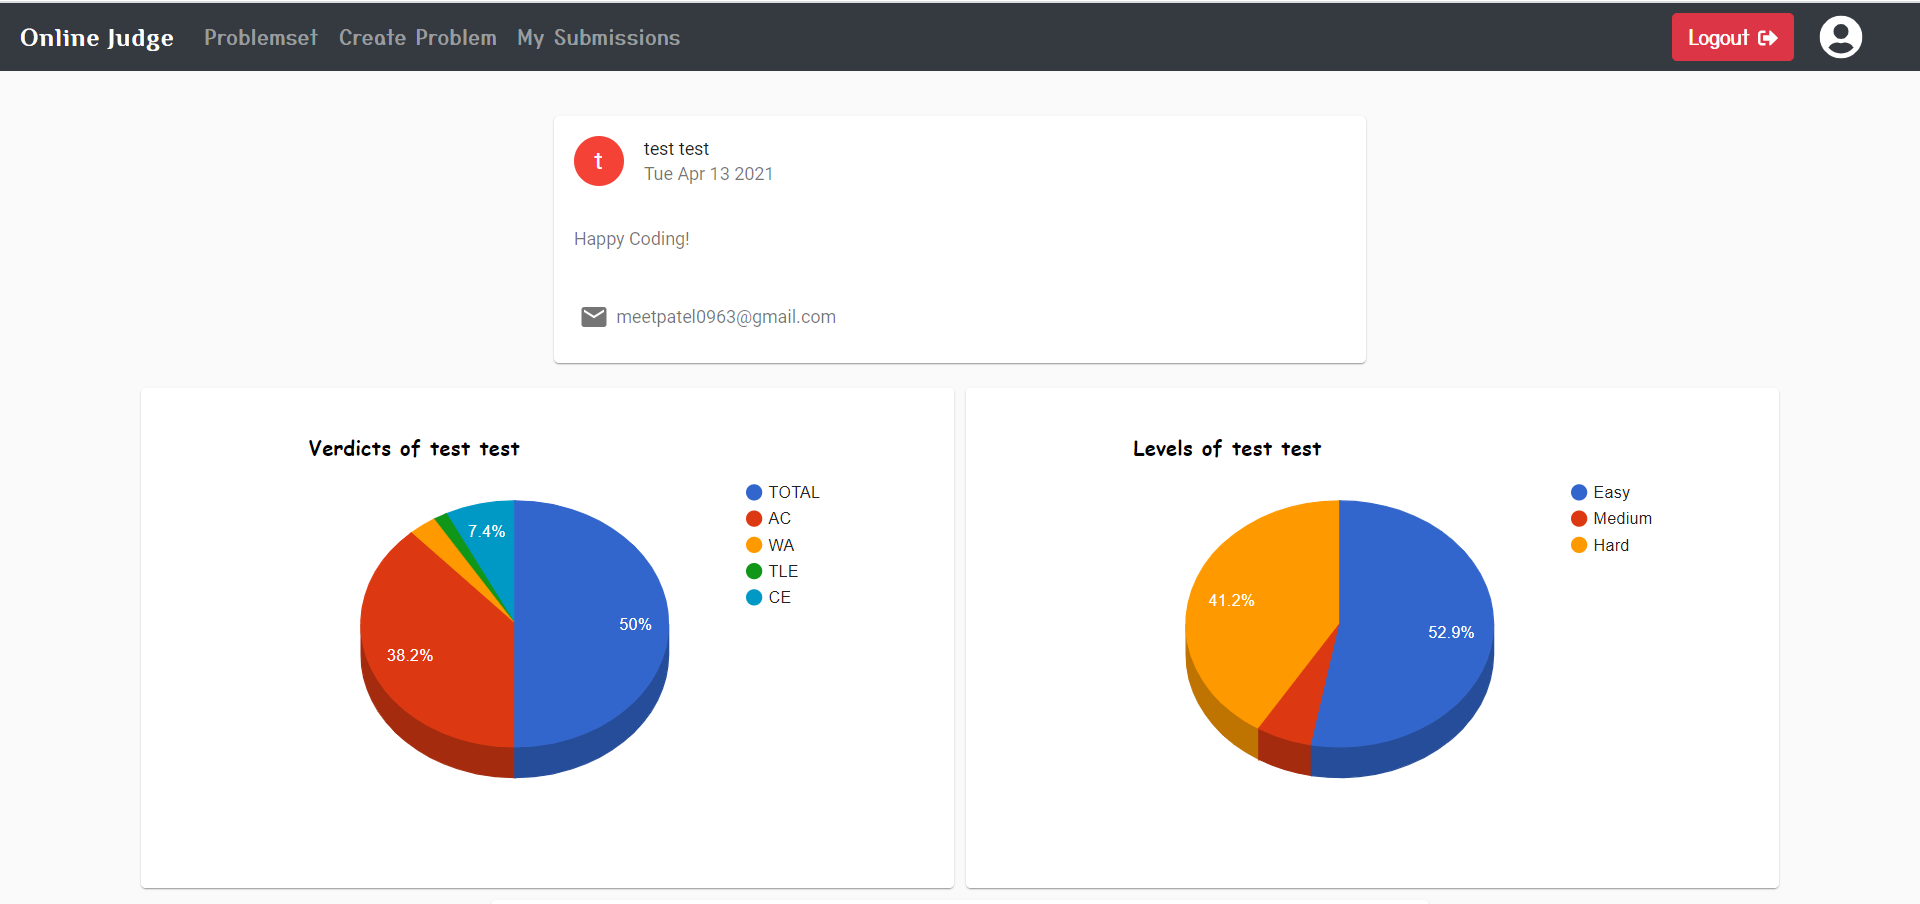 Online Judge Problemset Create Problem My Submissions Logout
t
test test
Tue Apr 13 2021
Happy Coding!
meetpatel0963@gmail.com
Verdicts of test test
TOTAL
AC
WA
TLE
CE
7.4%
50%
38.2%
Levels of test test
Easy
Medium
Hard
41.2%
52.9%